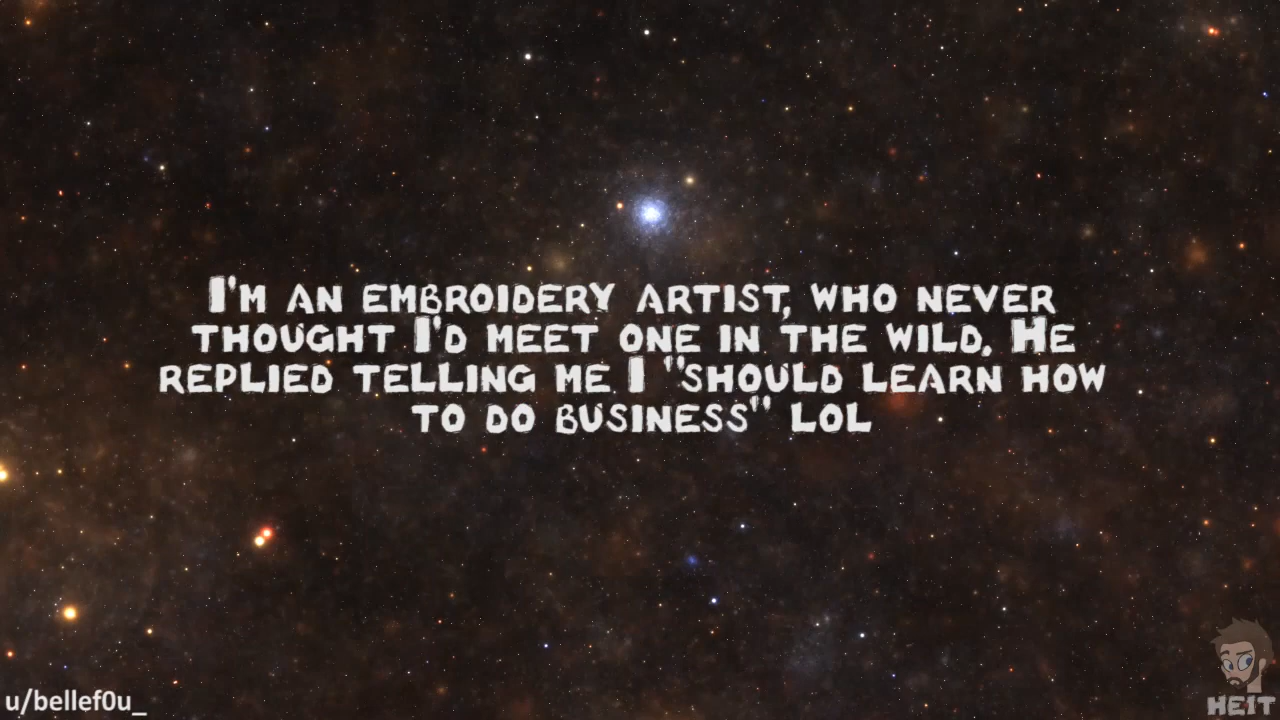 I'm an embroidery artist, who never
thought I'd meet one in the wild. He
replied telling me I "should learn how
to do business" lol
u/bellef0u_
HEIT